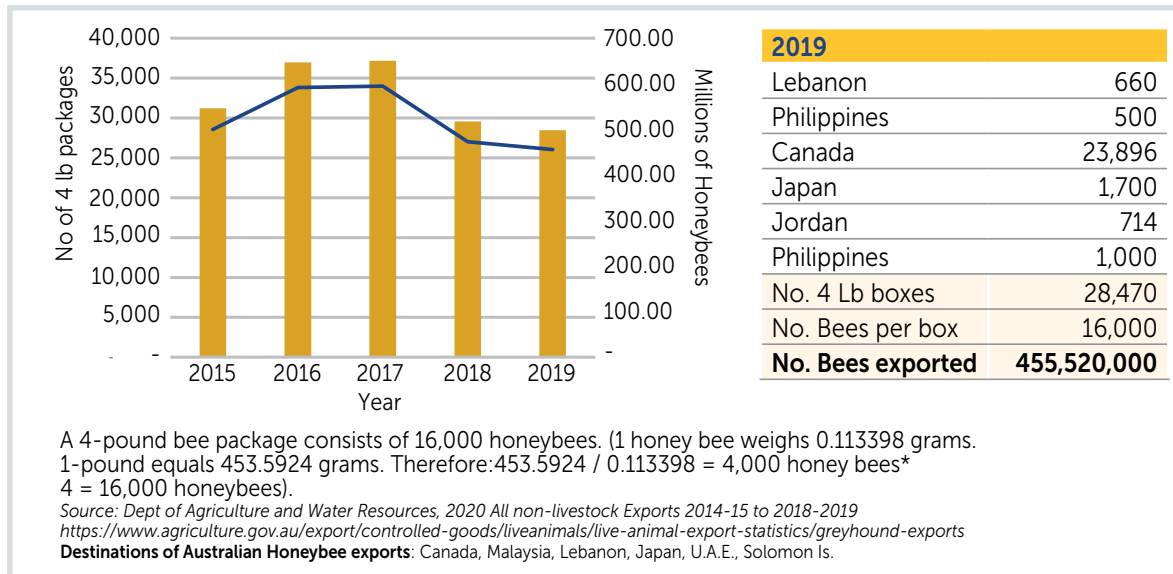 40,000
35,000
30,000
25,000
20,000
15,000
10,000
5,000
- -
No of 4 lb packages
700.00
600.00
500.00
400.00
300.00
200.00
100.00
-
Millions of Honeybees
2015 2016 2017 2018 2019
Year
2019
Lebanon 660
Philippines 500
Canada 23,896
Japan 1,700
Jordan 714
Philippines 1,000
No. 4 Lb boxes 28,470
No. Bees per box 16,000
No. Bees exported 455,520,000
A 4-pound bee package consists of 16,000 honeybees. (1 honey bee weighs 0.113398 grams.
1-pound equals 453.5924 grams. Therefore:453.5924 / 0.113398 = 4,000 honey bees*
4 = 16,000 honeybees).
Source: Dept of Agriculture and Water Resources, 2020 All non-livestock Exports 2014-15 to 2018-2019
https://www.agriculture.gov.au/export/controlled-goods/liveanimals/live-animal-export-statistics/greyhound-exports
Destinations of Australian Honeybee exports: Canada, Malaysia, Lebanon, Japan, U.A.E., Solomon Is.